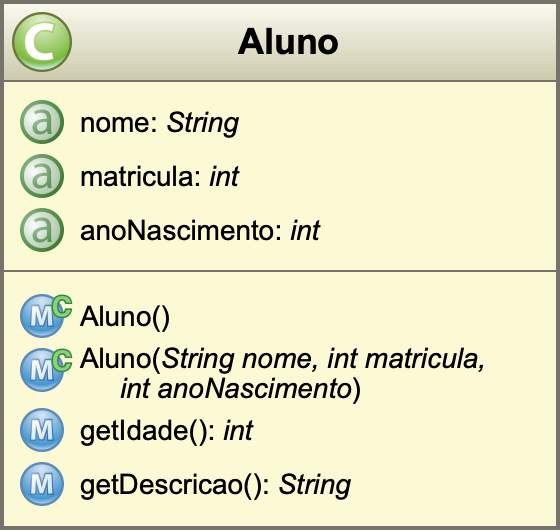 C Aluno
a nome: String
a matricula: int
a anoNascimento: int
MC Aluno()
MC Aluno(String nome, int matricula,
int anoNascimento)
M getIdade(): int
M getDescricao(): String